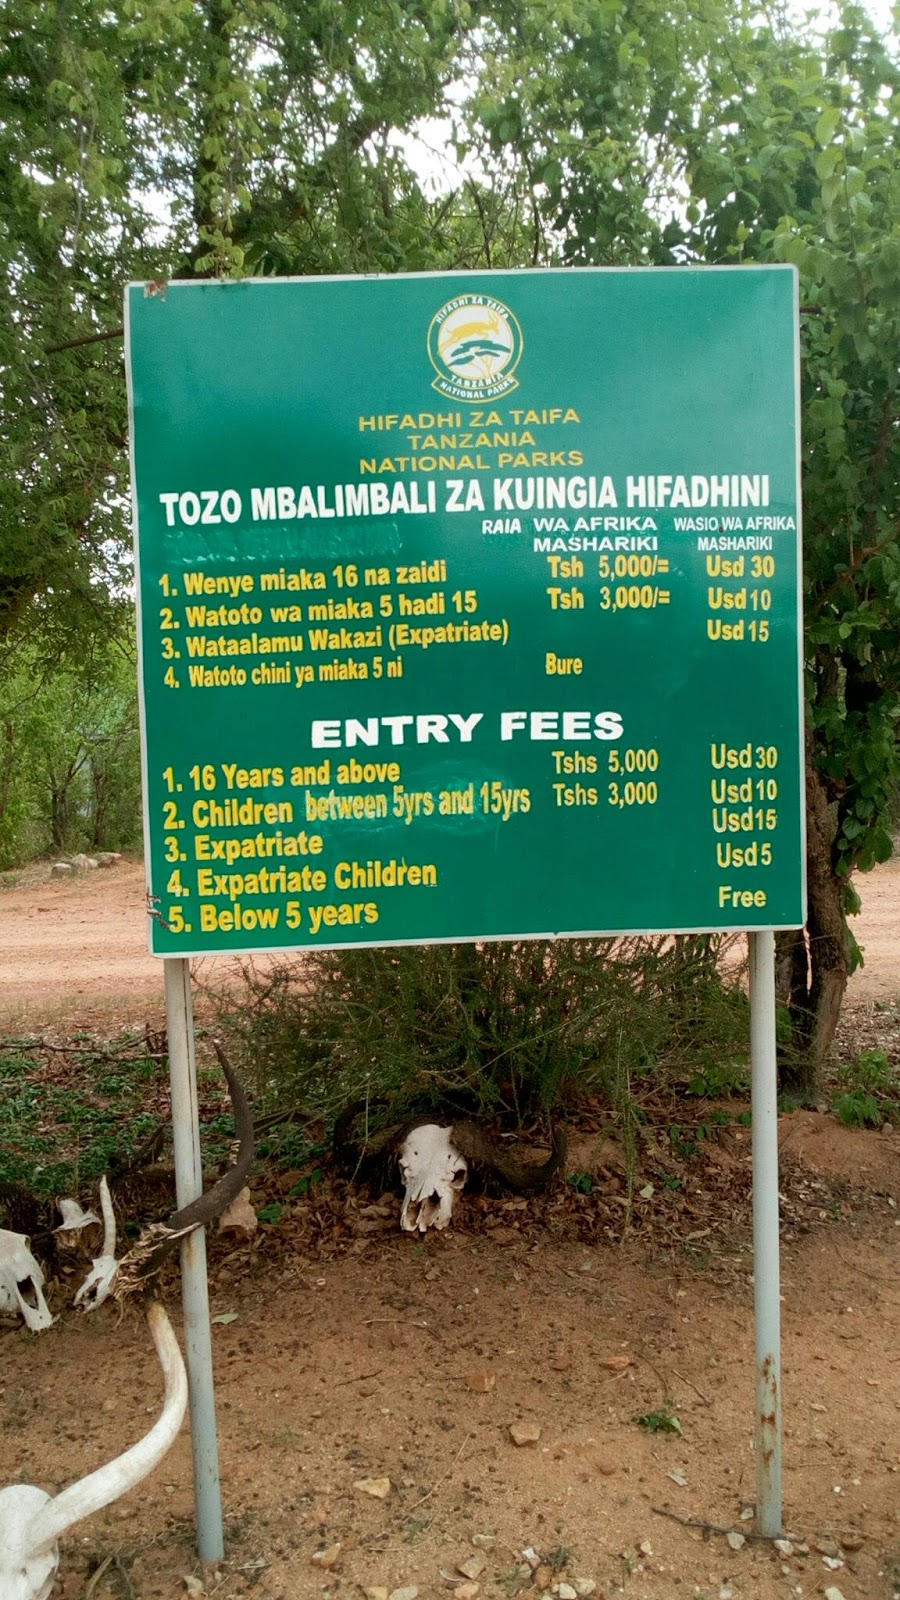 HIFADHI ZA TAIFA
TANZANIA
NATIONAL PARKS
HIFADHI ZA TAIFA
TANZANIA
NATIONAL PARKS
TOZO MBALIMBALI ZA KUINGIA HIFADHINI
RAIA WA AFRIKA MASHARIKI
WASIO WA AFRIKA MASHARIKI
1. Wenye miaka 16 na zaidi Tsh 5,000/= Usd 30
2. Watoto wa miaka 5 hadi 15 Tsh 3,000/= Usd 10
3. Wataalamu Wakazi (Expatriate) Usd 15
4. Watoto chini ya miaka 5 ni Bure
ENTRY FEES
1. 16 Years and above Tshs 5,000 Usd 30
2. Children between 5yrs and 15yrs Tshs 3,000 Usd 10
3. Expatriate Usd 15
4. Expatriate Children Usd 5
5. Below 5 years Free